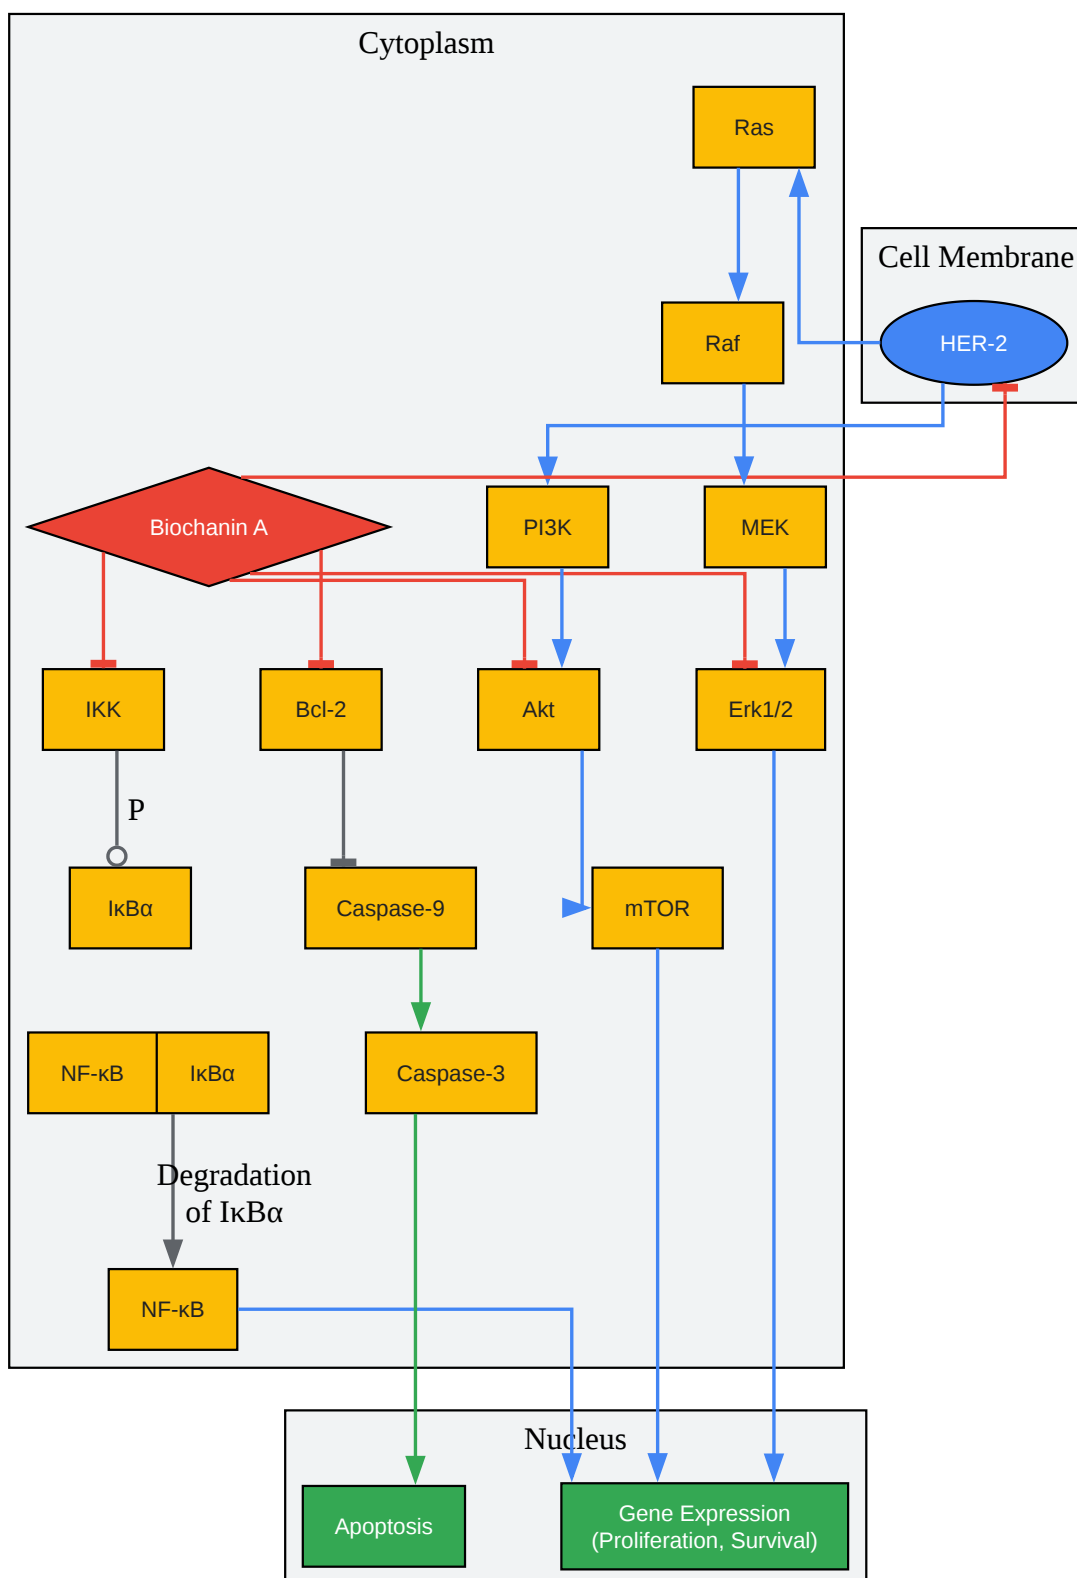 Cytoplasm
Ras
Cell Membrane
Raf
HER-2
Biochanin A
PI3K
MEK
IKK
Bcl-2
Akt
Erk1/2
P
IκBα
Caspase-9
mTOR
NF-κB
IκBα
Caspase-3
Degradation
of IκBα
NF-κB
Nucleus
Apoptosis
Gene Expression
(Proliferation, Survival)